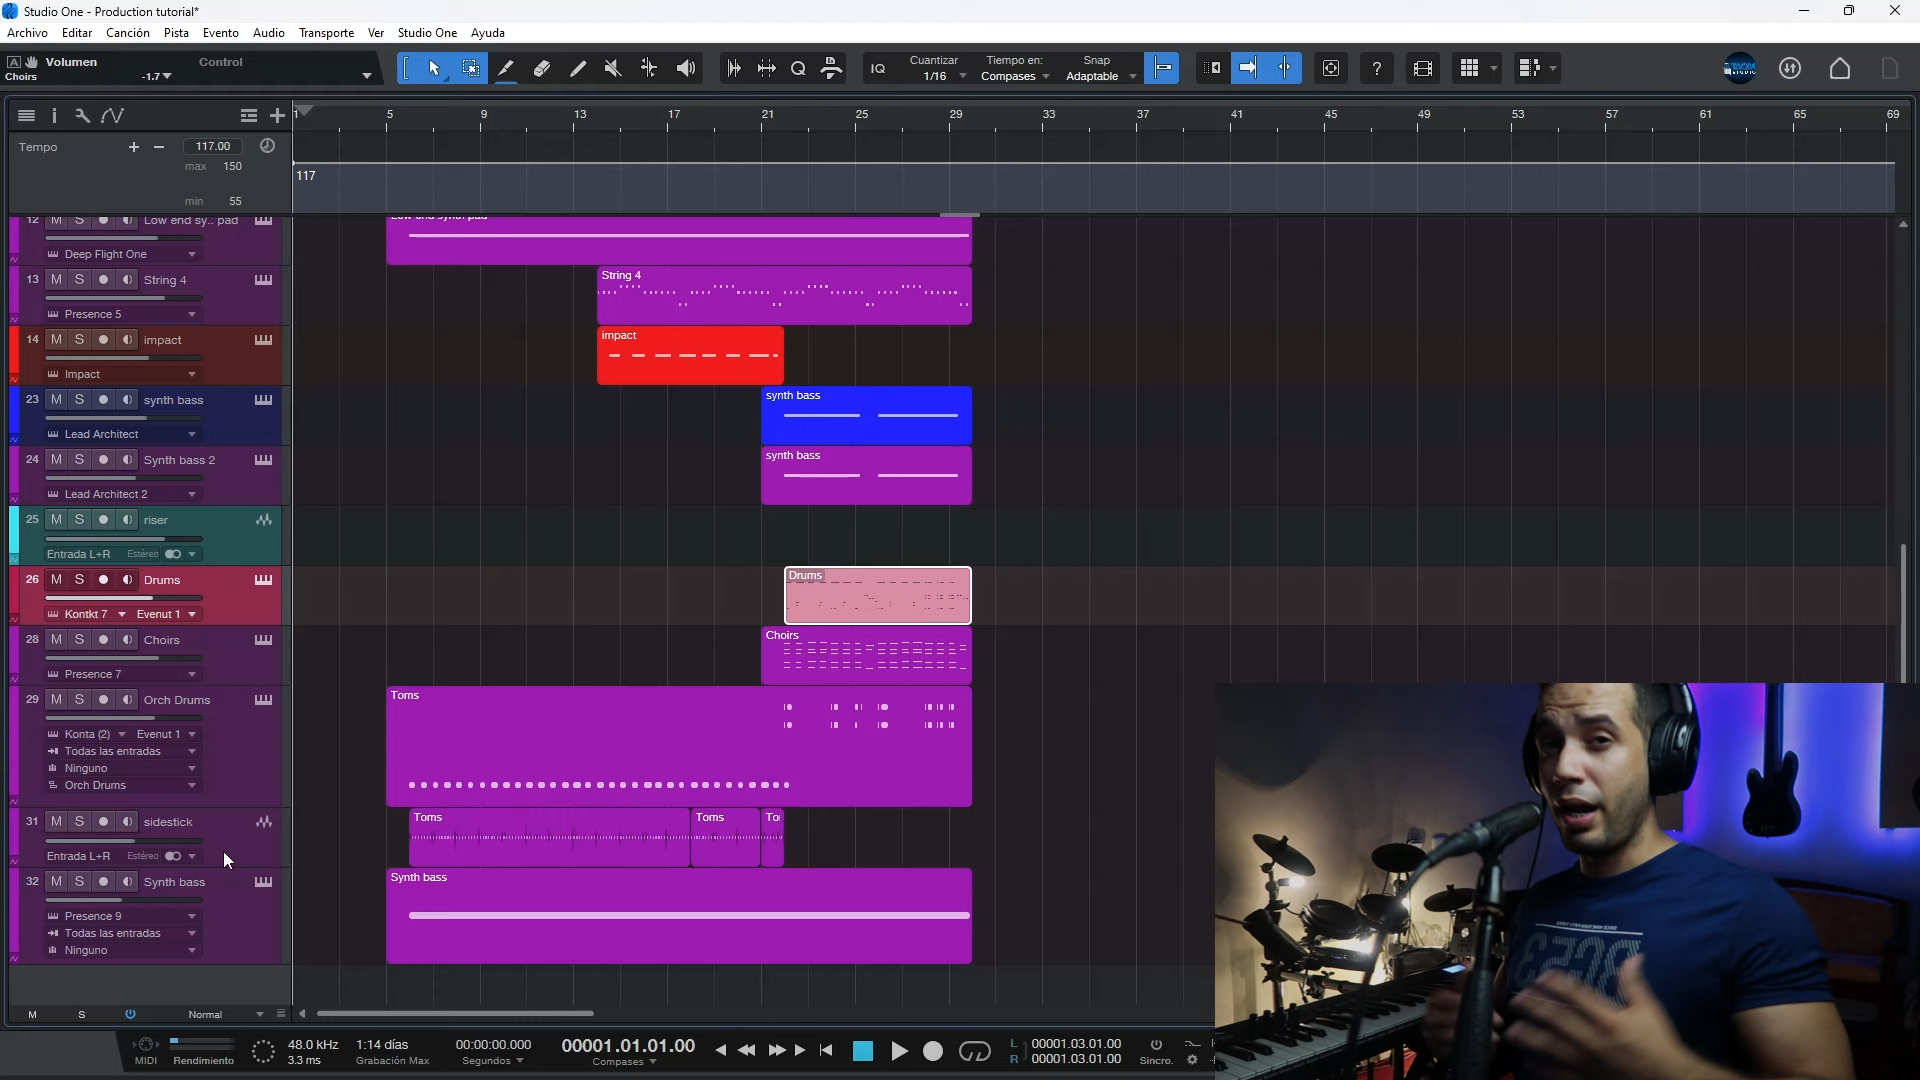 Studio One - Production tutorial*
Archivo Editar Canción Pista Evento Audio Transporte Ver Studio One Ayuda
A Volumen Control
Choirs -1.7
IQ Cuantizar 1/16 Tiempo en: Compases Snap Adaptable ?
1 5 9 13 17 21 25 29 33 37 41 45 49 53 57 61 65 69
Tempo + − 117.00
max 150
min 55
117
12 M S Low end sy.. pad
Deep Flight One
Low end synth pad
13 M S String 4
Presence 5
String 4
14 M S impact
Impact
impact
23 M S synth bass
Lead Architect
synth bass
24 M S Synth bass 2
Lead Architect 2
synth bass
25 M S riser
Entrada L+R Estéreo
26 M S Drums
Kontkt 7 Evenut 1
Drums
28 M S Choirs
Presence 7
Choirs
29 M S Orch Drums
Konta (2) Evenut 1
Todas las entradas
Ninguno
Orch Drums
Toms
31 M S sidestick
Entrada L+R Estéreo
Toms Toms To
32 M S Synth bass
Presence 9
Todas las entradas
Ninguno
Synth bass
M S Normal
MIDI Rendimiento
48.0 kHz
3.3 ms
1:14 días
Grabación Max
00:00:00.000
Segundos
00001.01.01.00
Compases
L 00001.03.01.00
R 00001.03.01.00
Sincro.